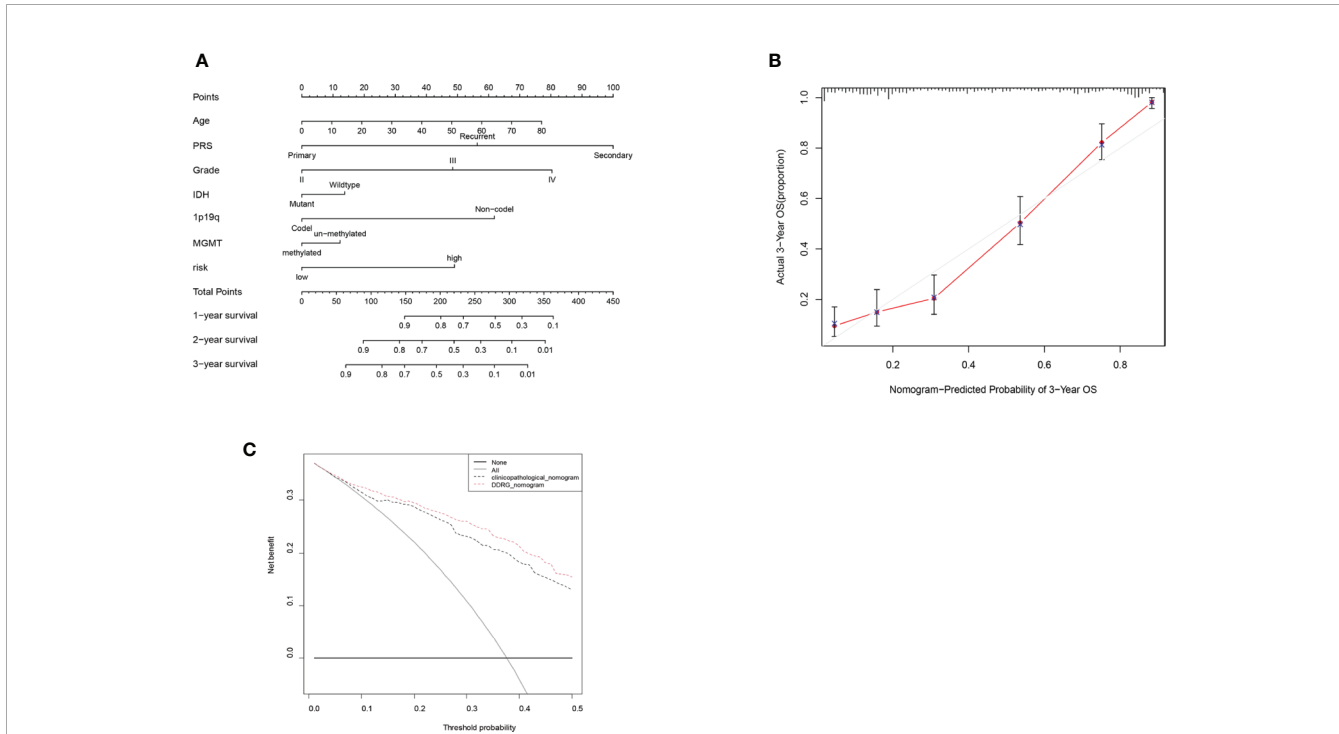 A
Points
0 10 20 30 40 50 60 70 80 90 100
Age
0 10 20 30 40 50 60 70 80
PRS
Recurrent
Primary Secondary
Grade
III
II IV
IDH
Wildtype
Mutant
1p19q
Non-codel
Codel
MGMT
un-methylated
methylated
risk
high
low
Total Points
0 50 100 150 200 250 300 350 400 450
1-year survival
0.9 0.8 0.7 0.5 0.3 0.1
2-year survival
0.9 0.8 0.7 0.5 0.3 0.1 0.01
3-year survival
0.9 0.8 0.7 0.5 0.3 0.1 0.01
B
Actual 3-Year OS(proportion)
1.0
0.8
0.6
0.4
0.2
0.2 0.4 0.6 0.8
Nomogram-Predicted Probability of 3-Year OS
C
None
All
clinicopathological_nomogram
DDRG_nomogram
Net benefit
0.3
0.2
0.1
0.0
0.0 0.1 0.2 0.3 0.4 0.5
Threshold probability